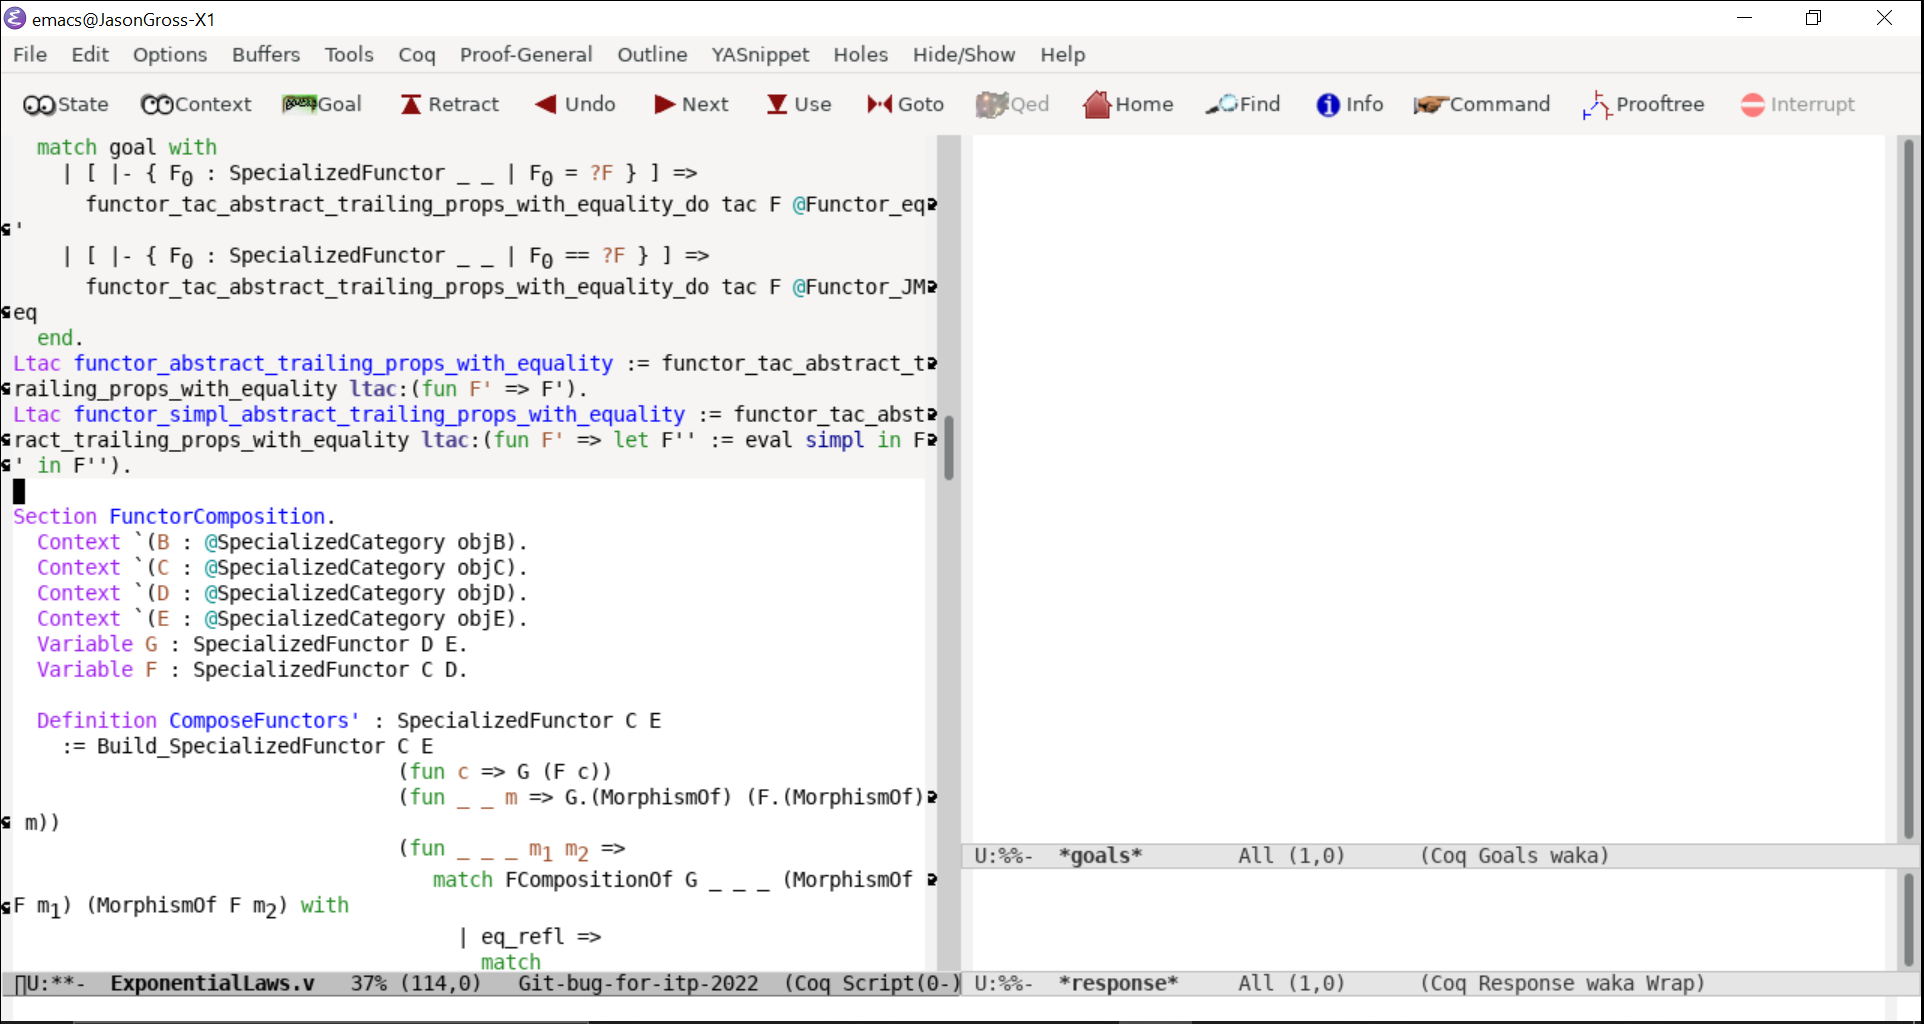 emacs@JasonGross-X1
File Edit Options Buffers Tools Coq Proof-General Outline YASnippet Holes Hide/Show Help
State Context Goal Retract Undo Next Use Goto Qed Home Find Info Command Prooftree Interrupt
match goal with
| [ |- { F0 : SpecializedFunctor _ _ | F0 = ?F } ] =>
functor_tac_abstract_trailing_props_with_equality_do tac F @Functor_eq
'
| [ |- { F0 : SpecializedFunctor _ _ | F0 == ?F } ] =>
functor_tac_abstract_trailing_props_with_equality_do tac F @Functor_JM
eq
end.
Ltac functor_abstract_trailing_props_with_equality := functor_tac_abstract_t
railing_props_with_equality ltac:(fun F' => F').
Ltac functor_simpl_abstract_trailing_props_with_equality := functor_tac_abst
ract_trailing_props_with_equality ltac:(fun F' => let F'' := eval simpl in F
' in F'').
Section FunctorComposition.
Context `(B : @SpecializedCategory objB).
Context `(C : @SpecializedCategory objC).
Context `(D : @SpecializedCategory objD).
Context `(E : @SpecializedCategory objE).
Variable G : SpecializedFunctor D E.
Variable F : SpecializedFunctor C D.
Definition ComposeFunctors' : SpecializedFunctor C E
:= Build_SpecializedFunctor C E
(fun c => G (F c))
(fun _ _ m => G.(MorphismOf) (F.(MorphismOf)
m))
(fun _ _ _ m1 m2 =>
match FCompositionOf G _ _ _ (MorphismOf
F m1) (MorphismOf F m2) with
| eq_refl =>
match
U:**- ExponentialLaws.v 37% (114,0) Git-bug-for-itp-2022 (Coq Script(0-)
U:%%- *goals* All (1,0) (Coq Goals waka)
U:%%- *response* All (1,0) (Coq Response waka Wrap)